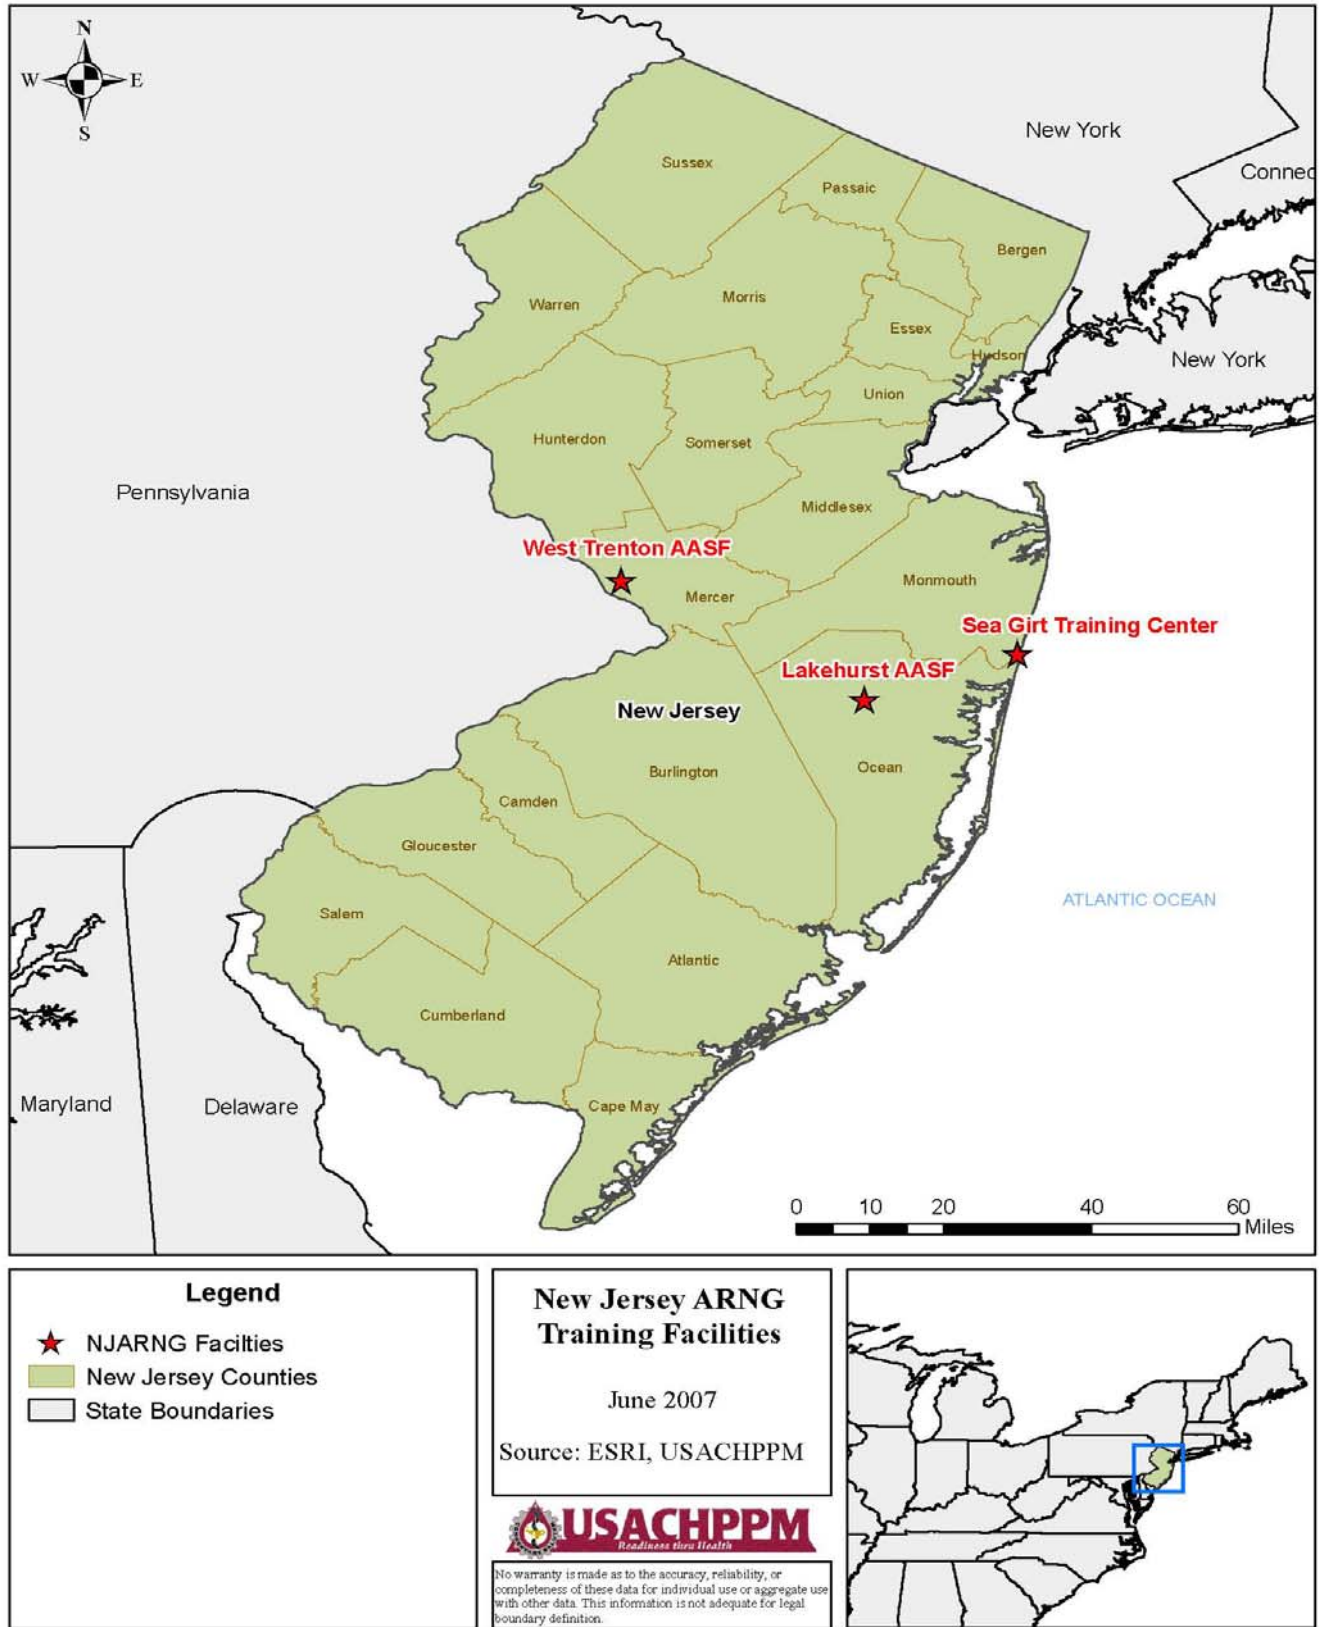 N
W E
S
New York
Connec
Sussex
Passaic
Bergen
Warren
Morris
Essex
Hudson
New York
Union
Hunterdon
Somerset
Pennsylvania
Middlesex
West Trenton AASF
Monmouth
Mercer
Sea Girt Training Center
Lakehurst AASF
New Jersey
Burlington
Ocean
Camden
Gloucester
ATLANTIC OCEAN
Salem
Atlantic
Cumberland
Maryland
Delaware
Cape May
0 10 20 40 60
Miles
Legend
NJARNG Facilties
New Jersey Counties
State Boundaries
New Jersey ARNG
Training Facilities
June 2007
Source: ESRI, USACHPPM
USACHPPM
Readiness thru Health
No warranty is made as to the accuracy, reliability, or
completeness of these data for individual use or aggregate use
with other data. This information is not adequate for legal
boundary definition.